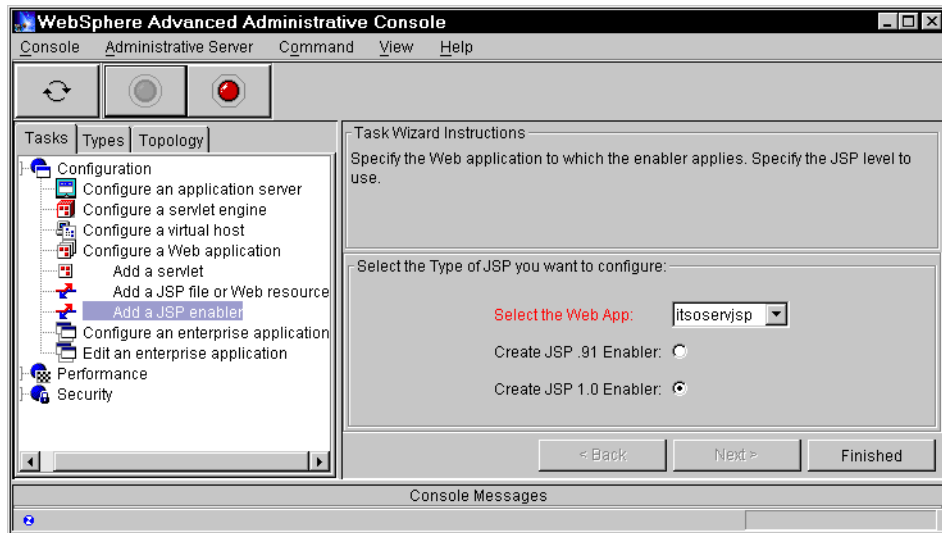 WebSphere Advanced Administrative Console
Console Administrative Server Command View Help
Tasks Types Topology
Configuration
Configure an application server
Configure a servlet engine
Configure a virtual host
Configure a Web application
Add a servlet
Add a JSP file or Web resource
Add a JSP enabler
Configure an enterprise application
Edit an enterprise application
Performance
Security
Task Wizard Instructions
Specify the Web application to which the enabler applies. Specify the JSP level to
use.
Select the Type of JSP you want to configure:
Select the Web App: itsoservjsp
Create JSP .91 Enabler:
Create JSP 1.0 Enabler:
< Back Next > Finished
Console Messages